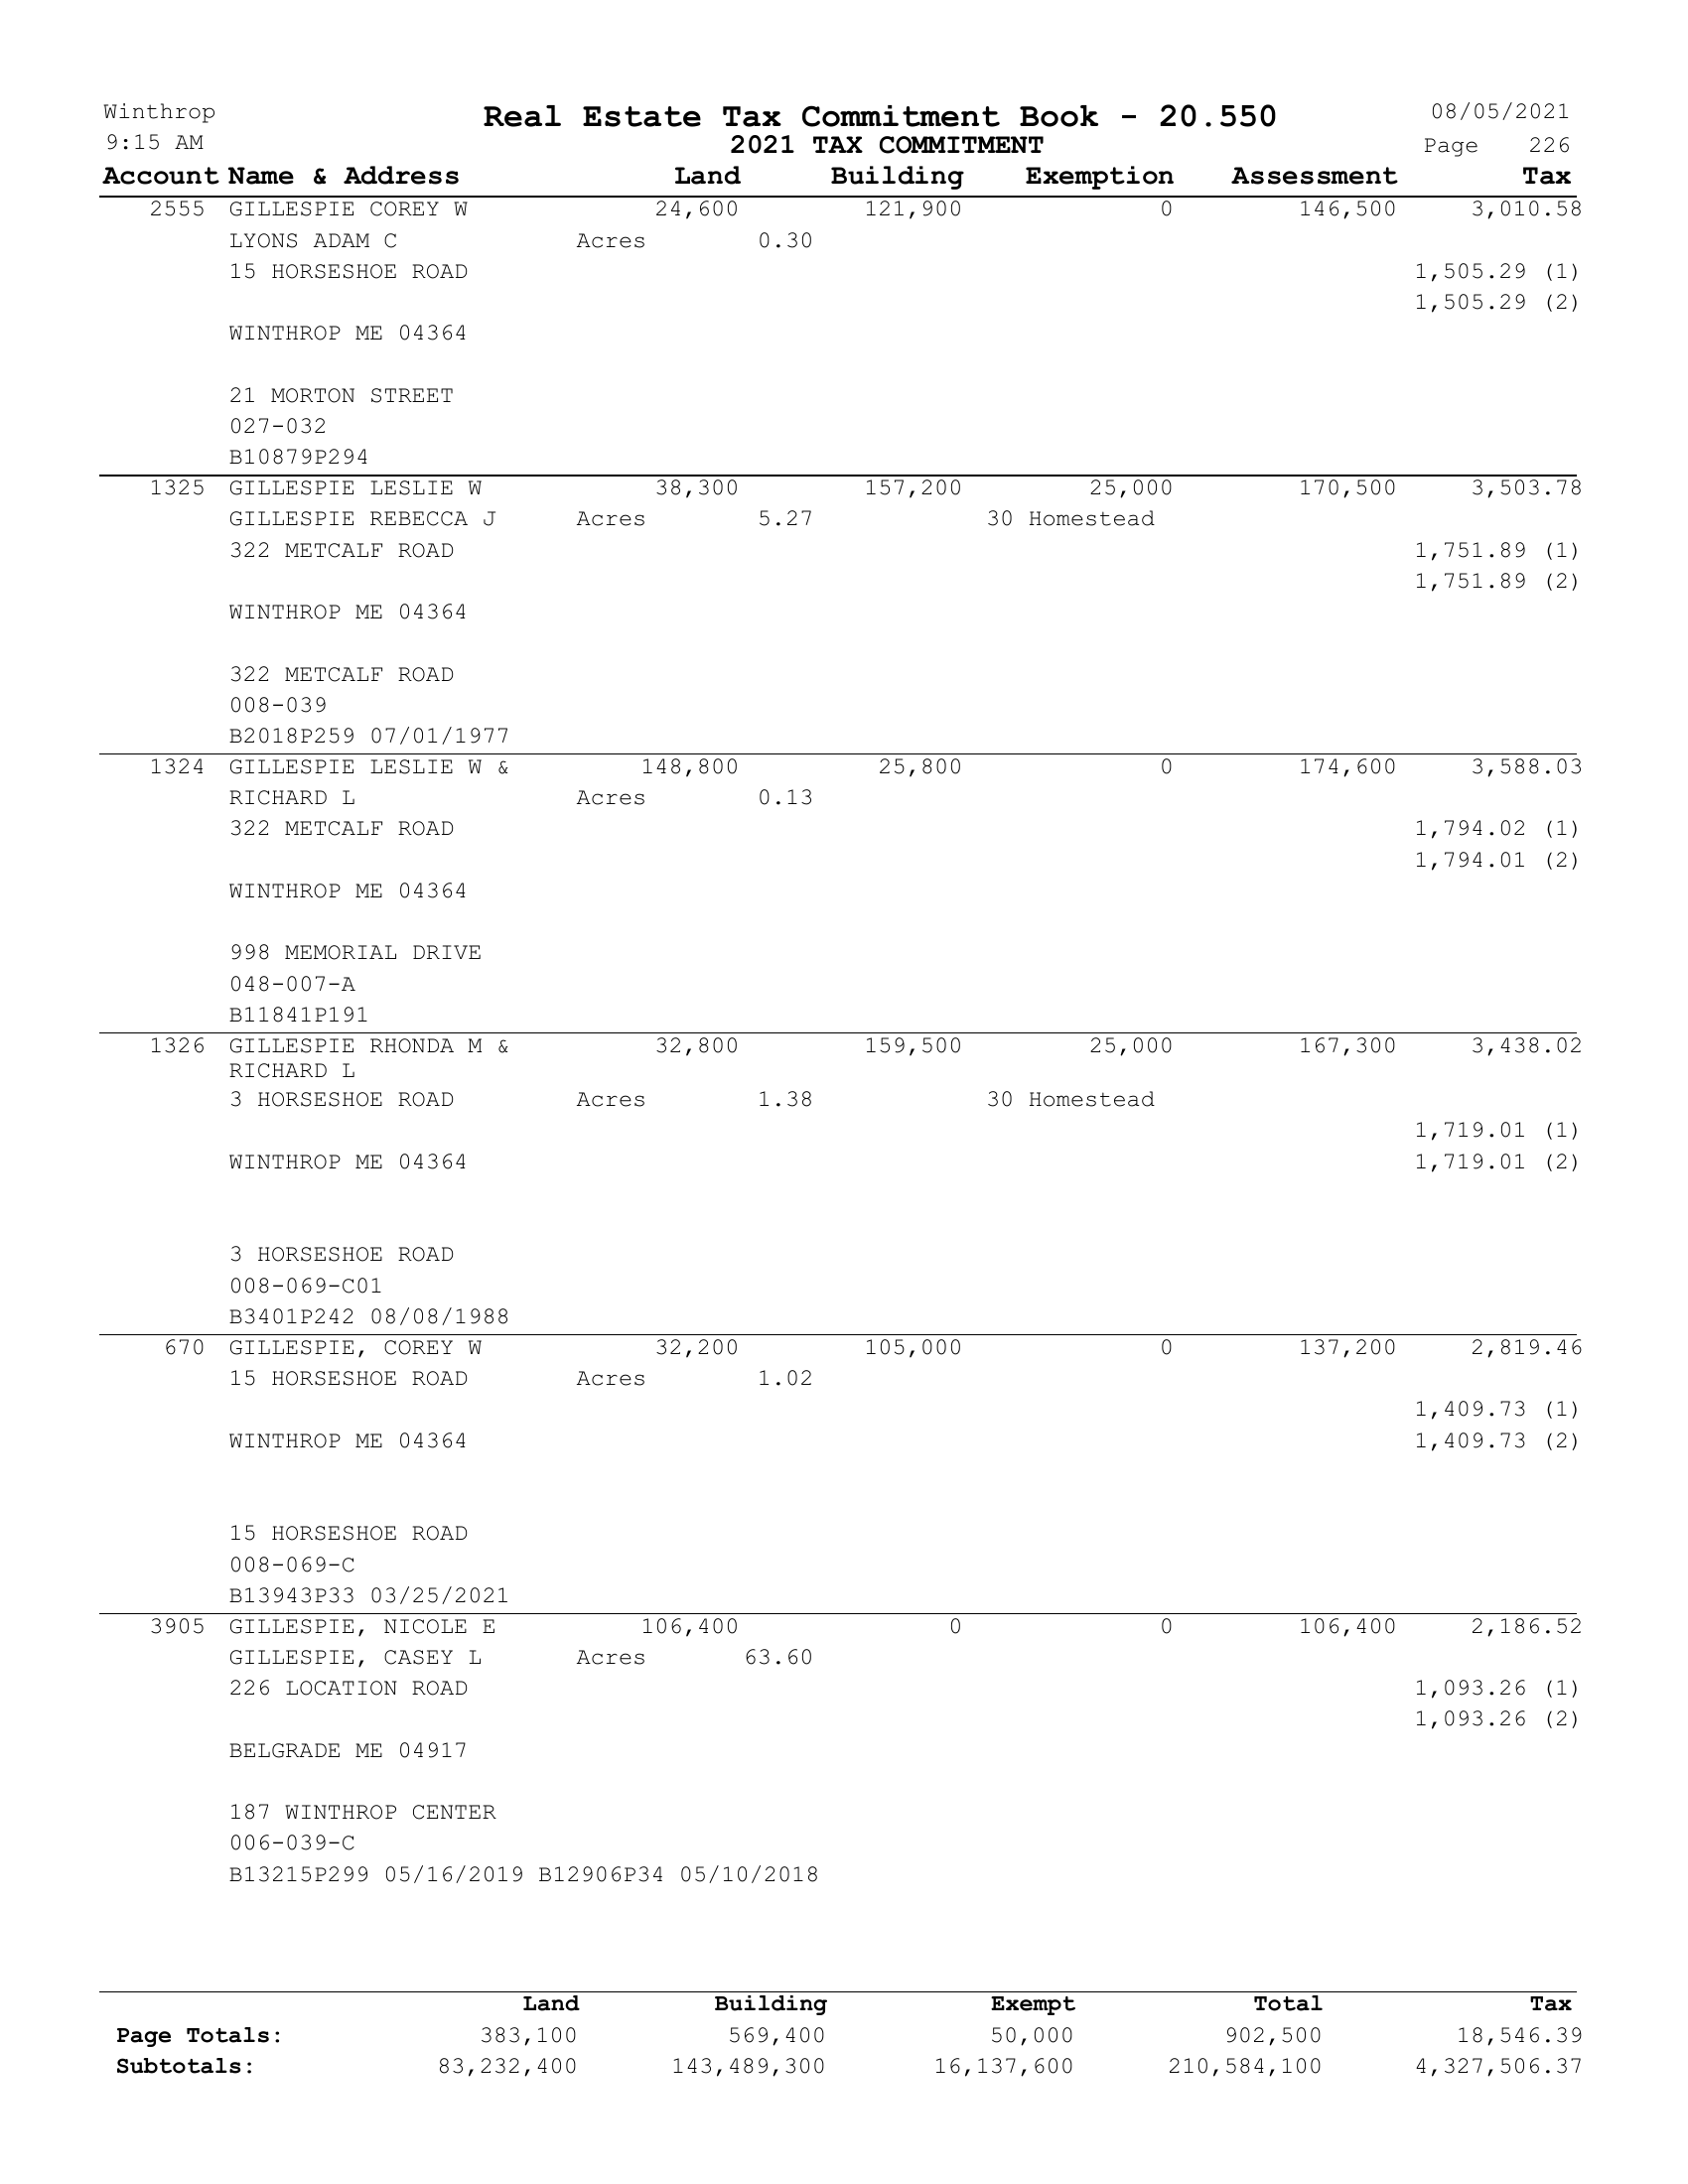 Winthrop Real Estate Tax Commitment Book - 20.550 08/05/2021
9:15 AM 2021 TAX COMMITMENT Page 226
Account Name & Address Land Building Exemption Assessment Tax
2555 GILLESPIE COREY W 24,600 121,900 0 146,500 3,010.58
LYONS ADAM C Acres 0.30
15 HORSESHOE ROAD 1,505.29 (1)
1,505.29 (2)
WINTHROP ME 04364
21 MORTON STREET
027-032
B10879P294
1325 GILLESPIE LESLIE W 38,300 157,200 25,000 170,500 3,503.78
GILLESPIE REBECCA J Acres 5.27 30 Homestead
322 METCALF ROAD 1,751.89 (1)
1,751.89 (2)
WINTHROP ME 04364
322 METCALF ROAD
008-039
B2018P259 07/01/1977
1324 GILLESPIE LESLIE W & 148,800 25,800 0 174,600 3,588.03
RICHARD L Acres 0.13
322 METCALF ROAD 1,794.02 (1)
1,794.01 (2)
WINTHROP ME 04364
998 MEMORIAL DRIVE
048-007-A
B11841P191
1326 GILLESPIE RHONDA M & 32,800 159,500 25,000 167,300 3,438.02
RICHARD L
3 HORSESHOE ROAD Acres 1.38 30 Homestead
1,719.01 (1)
WINTHROP ME 04364 1,719.01 (2)
3 HORSESHOE ROAD
008-069-C01
B3401P242 08/08/1988
670 GILLESPIE, COREY W 32,200 105,000 0 137,200 2,819.46
15 HORSESHOE ROAD Acres 1.02
1,409.73 (1)
WINTHROP ME 04364 1,409.73 (2)
15 HORSESHOE ROAD
008-069-C
B13943P33 03/25/2021
3905 GILLESPIE, NICOLE E 106,400 0 0 106,400 2,186.52
GILLESPIE, CASEY L Acres 63.60
226 LOCATION ROAD 1,093.26 (1)
1,093.26 (2)
BELGRADE ME 04917
187 WINTHROP CENTER
006-039-C
B13215P299 05/16/2019 B12906P34 05/10/2018
Land Building Exempt Total Tax
Page Totals: 383,100 569,400 50,000 902,500 18,546.39
Subtotals: 83,232,400 143,489,300 16,137,600 210,584,100 4,327,506.37